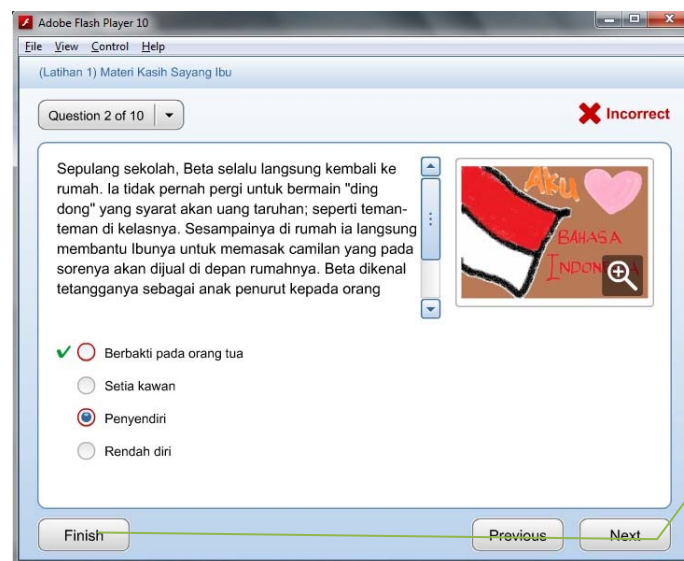 Adobe Flash Player 10
File View Control Help
(Latihan 1) Materi Kasih Sayang Ibu
Question 2 of 10
Incorrect
Sepulang sekolah, Beta selalu langsung kembali ke
rumah. Ia tidak pernah pergi untuk bermain "ding
dong" yang syarat akan uang taruhan; seperti teman-
teman di kelasnya. Sesampainya di rumah ia langsung
membantu Ibunya untuk memasak camilan yang pada
sorenya akan dijual di depan rumahnya. Beta dikenal
tetangganya sebagai anak penurut kepada orang
Aku
BAHASA
Berbakti pada orang tua
Setia kawan
Penyendiri
Rendah diri
Finish
Previous
Next